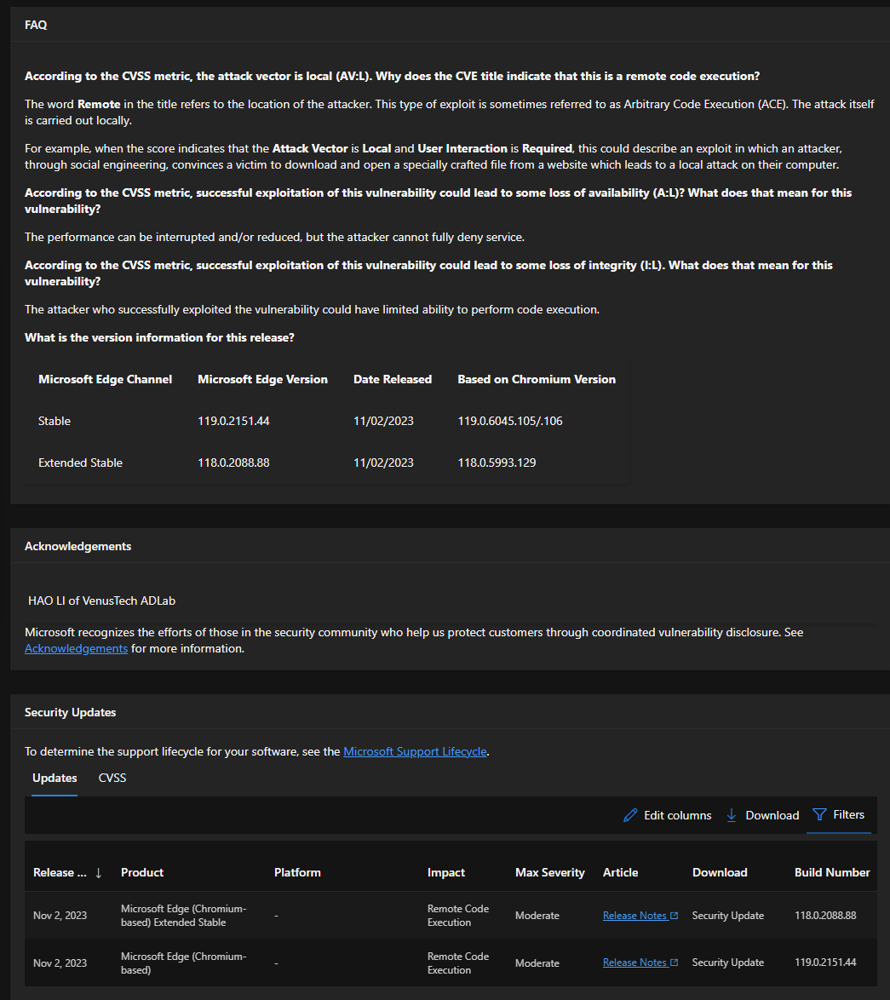 FAQ
According to the CVSS metric, the attack vector is local (AV:L). Why does the CVE title indicate that this is a remote code execution?
The word Remote in the title refers to the location of the attacker. This type of exploit is sometimes referred to as Arbitrary Code Execution (ACE). The attack itself
is carried out locally.
For example, when the score indicates that the Attack Vector is Local and User Interaction is Required, this could describe an exploit in which an attacker,
through social engineering, convinces a victim to download and open a specially crafted file from a website which leads to a local attack on their computer.
According to the CVSS metric, successful exploitation of this vulnerability could lead to some loss of availability (A:L)? What does that mean for this
vulnerability?
The performance can be interrupted and/or reduced, but the attacker cannot fully deny service.
According to the CVSS metric, successful exploitation of this vulnerability could lead to some loss of integrity (I:L). What does that mean for this
vulnerability?
The attacker who successfully exploited the vulnerability could have limited ability to perform code execution.
What is the version information for this release?
Microsoft Edge Channel Microsoft Edge Version Date Released Based on Chromium Version
Stable 119.0.2151.44 11/02/2023 119.0.6045.105/.106
Extended Stable 118.0.2088.88 11/02/2023 118.0.5993.129
Acknowledgements
HAO LI of VenusTech ADLab
Microsoft recognizes the efforts of those in the security community who help us protect customers through coordinated vulnerability disclosure. See
Acknowledgements for more information.
Security Updates
To determine the support lifecycle for your software, see the Microsoft Support Lifecycle.
Updates CVSS
Edit columns Download Filters
Release ... ↓ Product Platform Impact Max Severity Article Download Build Number
Nov 2, 2023 Microsoft Edge (Chromium-based) Extended Stable - Remote Code Execution Moderate Release Notes Security Update 118.0.2088.88
Nov 2, 2023 Microsoft Edge (Chromium-based) - Remote Code Execution Moderate Release Notes Security Update 119.0.2151.44